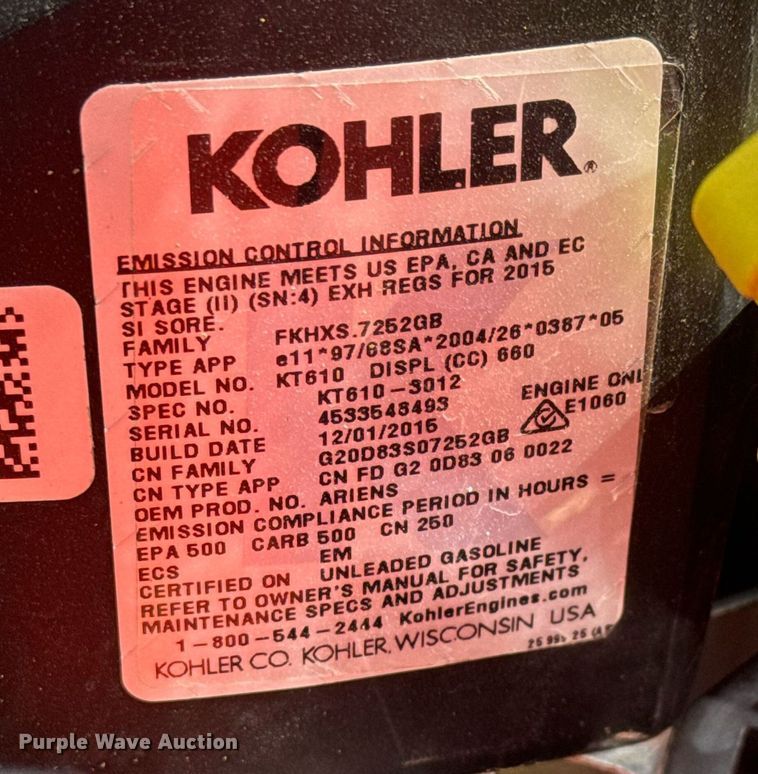 KOHLER®
EMISSION CONTROL INFORMATION
THIS ENGINE MEETS US EPA, CA AND EC
STAGE (II) (SN:4) EXH REGS FOR 2015
SI SORE.
FAMILY FKHXS.7252GB
TYPE APP e11*97/68SA*2004/26*0387*05
MODEL NO. KT610 DISPL (CC) 660
SPEC NO. KT610-3012 ENGINE ONL
SERIAL NO. 4533548493 E1060
BUILD DATE 12/01/2015
CN FAMILY G20D83S07252GB
CN TYPE APP CN FD G2 0D83 06 0022
OEM PROD. NO. ARIENS
EMISSION COMPLIANCE PERIOD IN HOURS =
EPA 500 CARB 500 CN 250
ECS EM
CERTIFIED ON UNLEADED GASOLINE
REFER TO OWNER'S MANUAL FOR SAFETY,
MAINTENANCE SPECS AND ADJUSTMENTS
1-800-544-2444 KohlerEngines.com
KOHLER CO. KOHLER, WISCONSIN USA
Purple Wave Auction